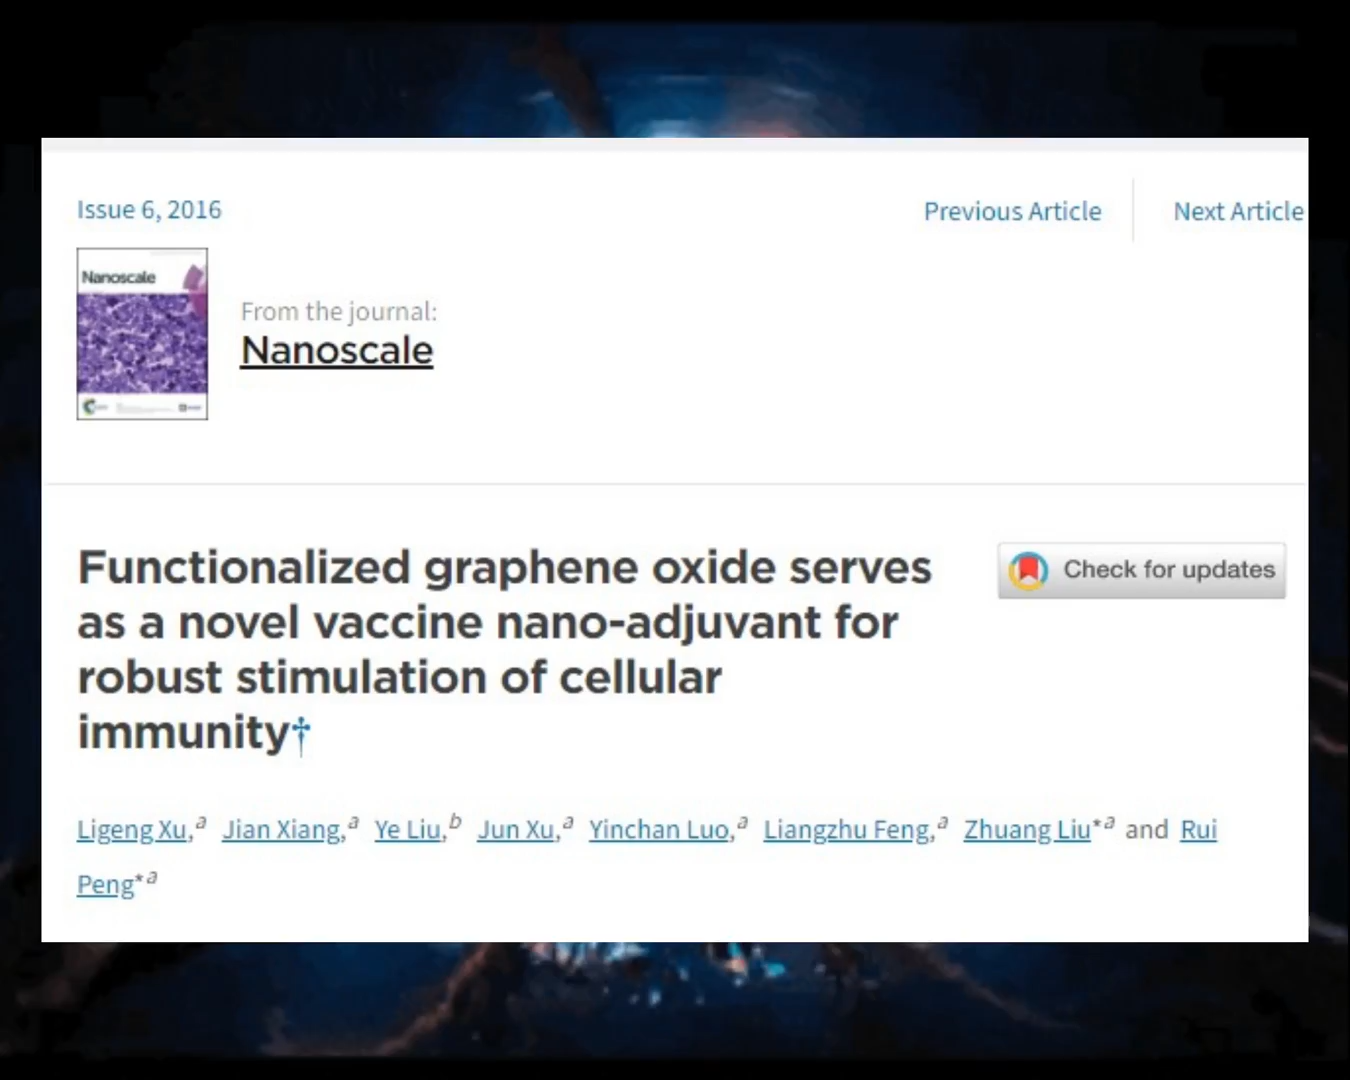 Issue 6, 2016
Previous Article
Next Article
Nanoscale
From the journal:
Nanoscale
Functionalized graphene oxide serves
as a novel vaccine nano-adjuvant for
robust stimulation of cellular
immunity†
Check for updates
Ligeng Xu,a Jian Xiang,a Ye Liu,b Jun Xu,a Yinchan Luo,a Liangzhu Feng,a Zhuang Liu*a and Rui
Peng*a